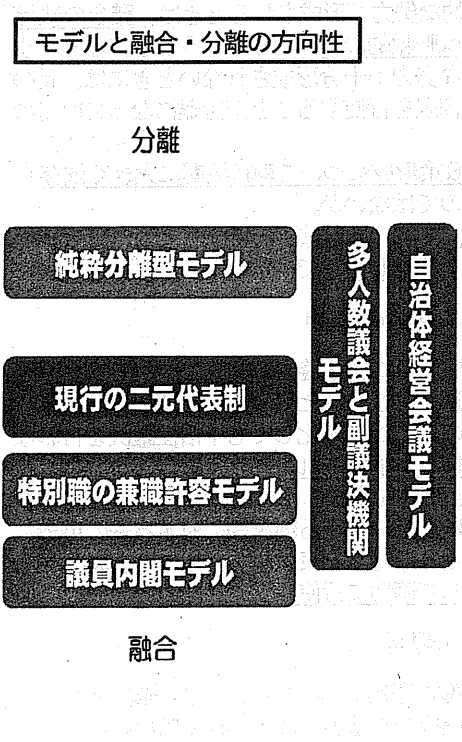 モデルと融合・分離の方向性
分離
純粋分離型モデル
現行の二元代表制
特別職の兼職許容モデル
議員内閣モデル
多人数議会と副議決機関
モデル
自治体経営会議モデル
融合